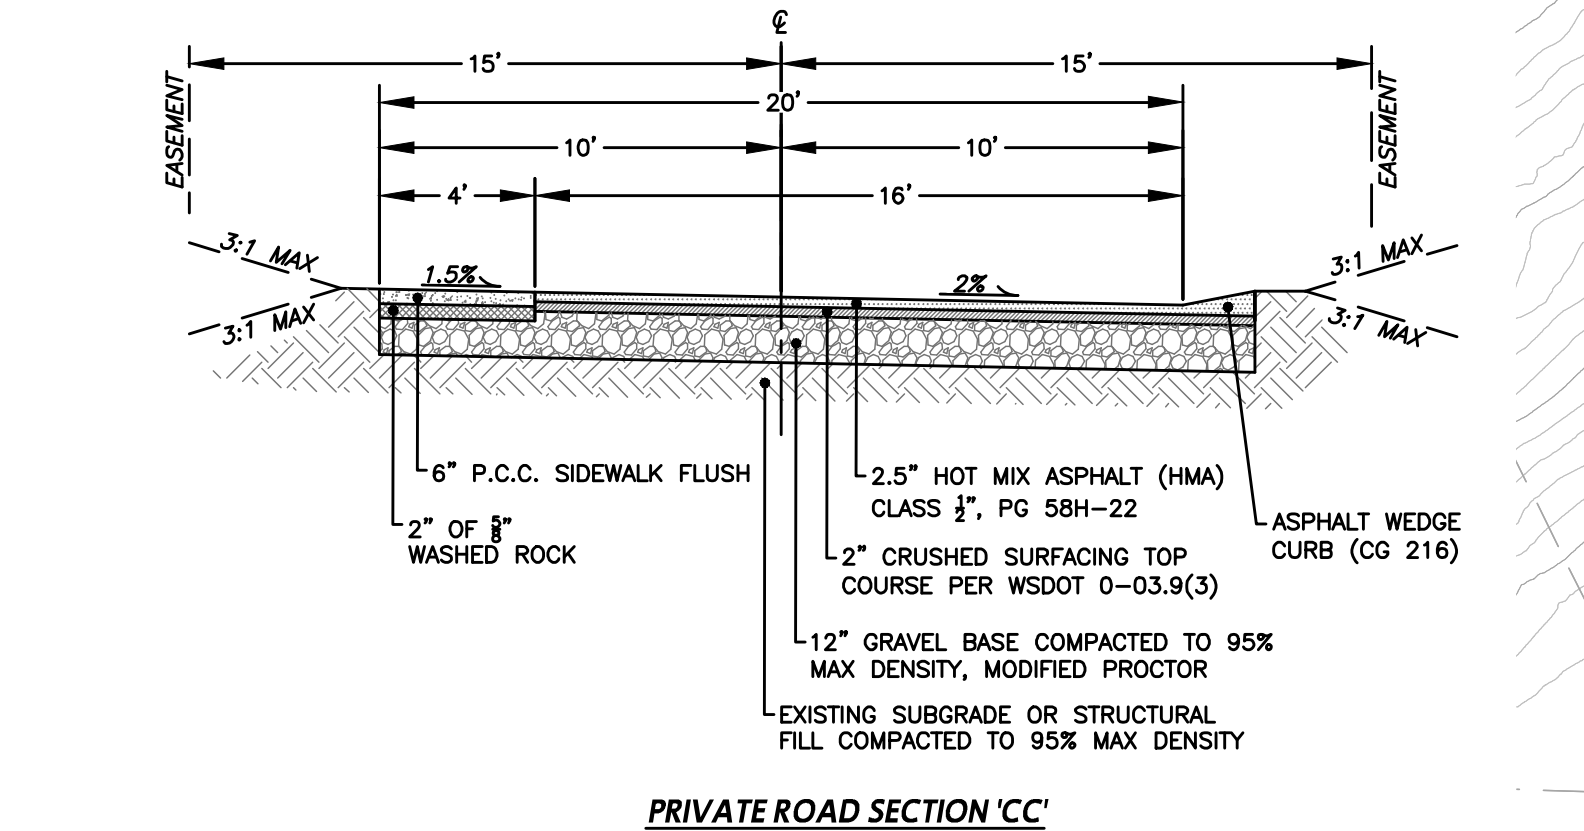 ℄
15'
15'
20'
10'
10'
4'
16'
EASEMENT
EASEMENT
3:1 MAX
3:1 MAX
1.5%
2%
3:1 MAX
3:1 MAX
6" P.C.C. SIDEWALK FLUSH
2" OF 5/8"
WASHED ROCK
2.5" HOT MIX ASPHALT (HMA)
CLASS 1/2", PG 58H-22
ASPHALT WEDGE
CURB (CG 216)
2" CRUSHED SURFACING TOP
COURSE PER WSDOT 0-03.9(3)
12" GRAVEL BASE COMPACTED TO 95%
MAX DENSITY, MODIFIED PROCTOR
EXISTING SUBGRADE OR STRUCTURAL
FILL COMPACTED TO 95% MAX DENSITY
PRIVATE ROAD SECTION 'CC'